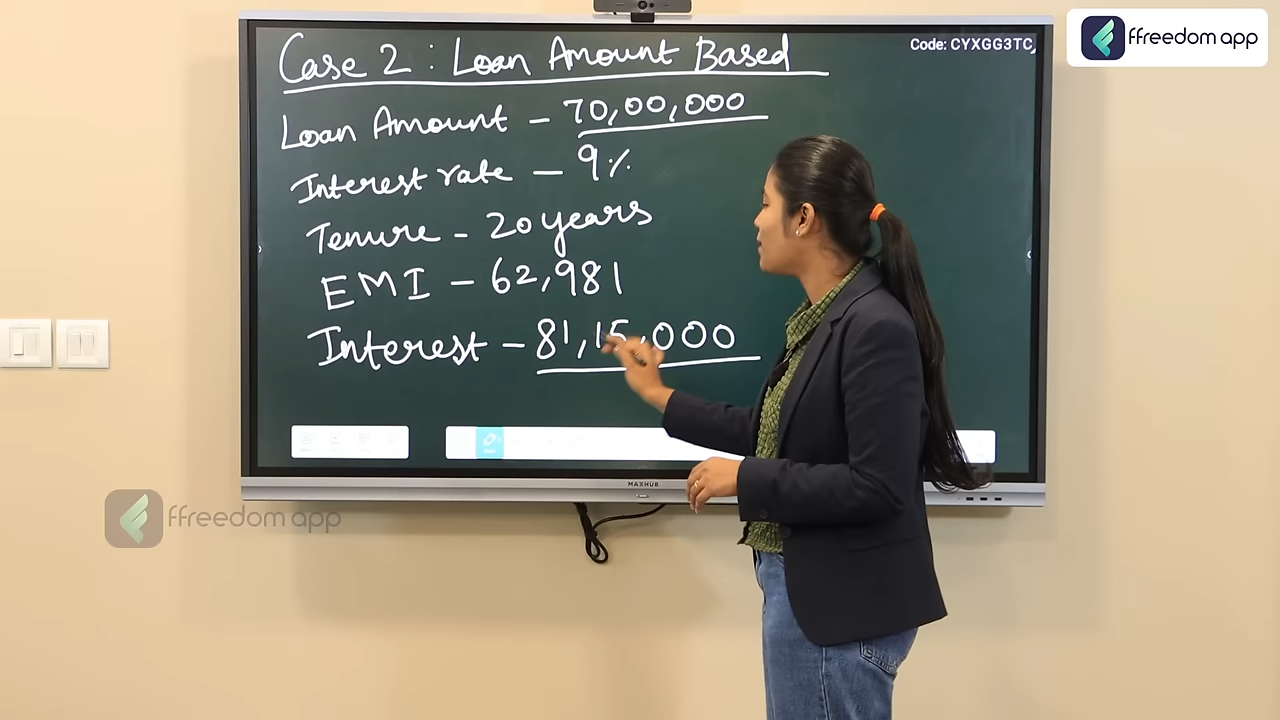 Case 2 : Loan Amount Based
Code: CYXGG3TC
ffreedom app
Loan Amount - 70,00,000
Interest rate - 9%
Tenure - 20 years
EMI - 62,981
Interest - 81,15,000
MAXHUB
ffreedom app